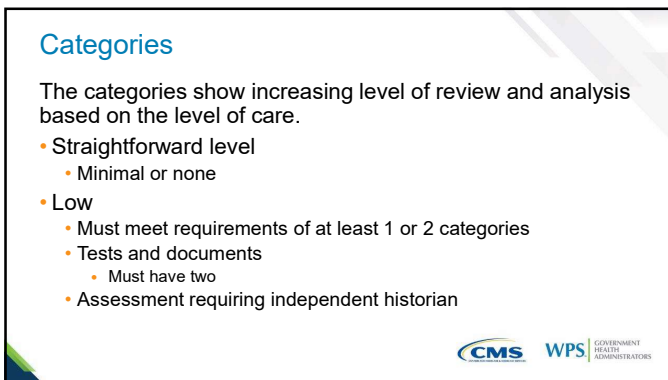 Categories
The categories show increasing level of review and analysis
based on the level of care.
• Straightforward level
• Minimal or none
• Low
• Must meet requirements of at least 1 or 2 categories
• Tests and documents
• Must have two
• Assessment requiring independent historian
CMS
WPS
GOVERNMENT
HEALTH
ADMINISTRATORS